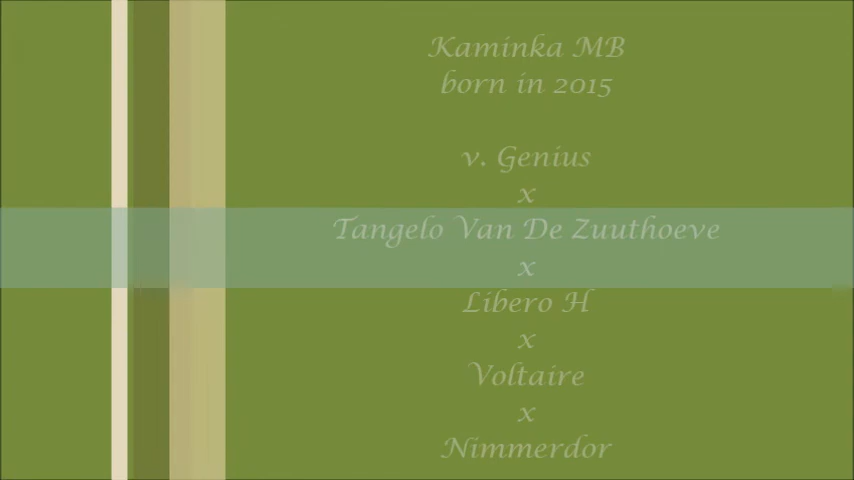 Kaminka MB
born in 2015
v. Genius
x
Tangelo Van De Zuuthoeve
x
Libero H
x
Voltaire
x
Nimmerdor